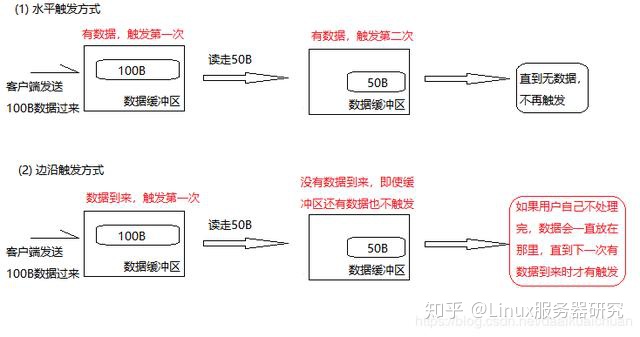 (1) 水平触发方式
有数据，触发第一次
有数据，触发第二次
100B
读走50B
50B
客户端发送
100B数据过来
数据缓冲区
数据缓冲区
直到无数据，
不再触发
(2) 边沿触发方式
数据到来，触发第一次
没有数据到来，即使缓
冲区还有数据也不触发
100B
读走50B
50B
客户端发送
100B数据过来
数据缓冲区
数据缓冲区
如果用户自己不处理
完，数据会一直放在
那里，直到下一次有
数据到来时才有触发
知乎 @Linux服务器研究